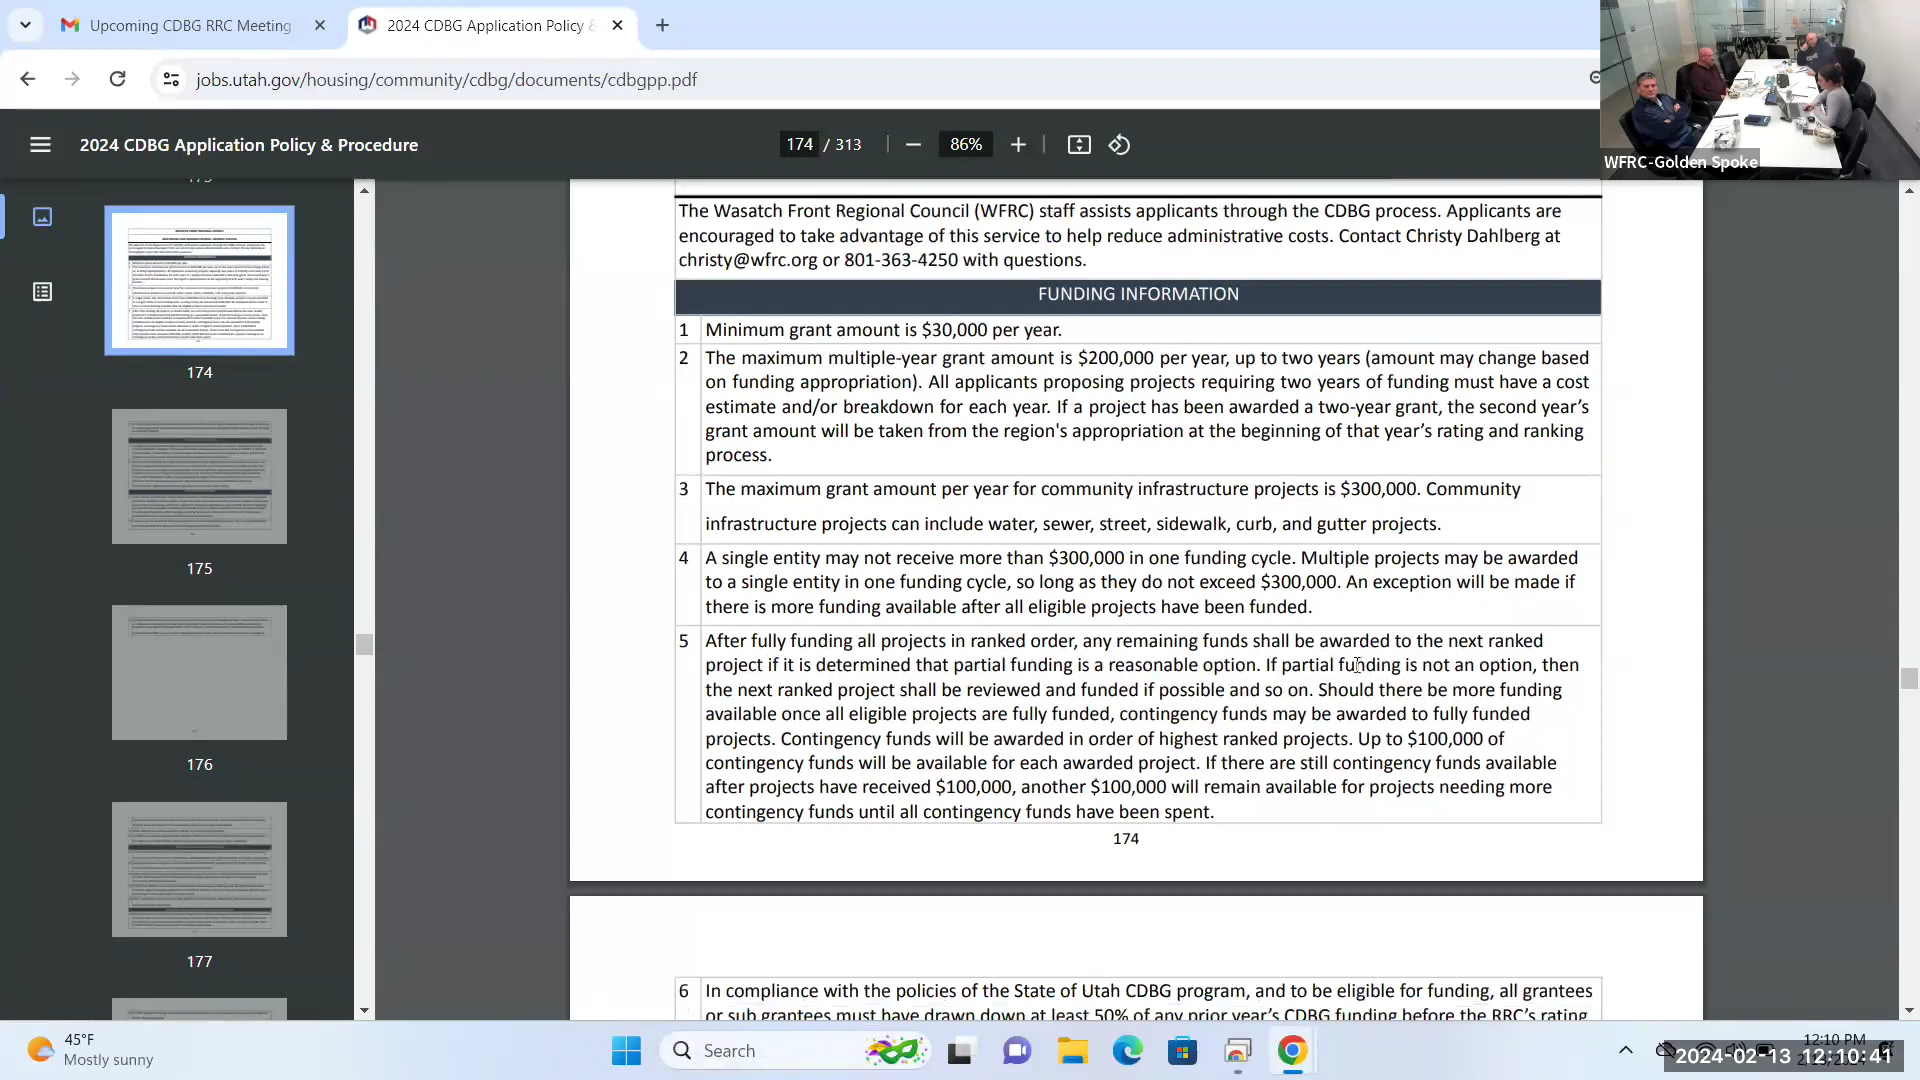 Upcoming CDBG RRC Meeting
2024 CDBG Application Policy &
jobs.utah.gov/housing/community/cdbg/documents/cdbgpp.pdf
2024 CDBG Application Policy & Procedure
174 / 313
86%
WFRC-Golden Spoke
174
175
176
177
The Wasatch Front Regional Council (WFRC) staff assists applicants through the CDBG process. Applicants are
encouraged to take advantage of this service to help reduce administrative costs. Contact Christy Dahlberg at
christy@wfrc.org or 801-363-4250 with questions.
FUNDING INFORMATION
1 Minimum grant amount is $30,000 per year.
2 The maximum multiple-year grant amount is $200,000 per year, up to two years (amount may change based
on funding appropriation). All applicants proposing projects requiring two years of funding must have a cost
estimate and/or breakdown for each year. If a project has been awarded a two-year grant, the second year’s
grant amount will be taken from the region's appropriation at the beginning of that year’s rating and ranking
process.
3 The maximum grant amount per year for community infrastructure projects is $300,000. Community
infrastructure projects can include water, sewer, street, sidewalk, curb, and gutter projects.
4 A single entity may not receive more than $300,000 in one funding cycle. Multiple projects may be awarded
to a single entity in one funding cycle, so long as they do not exceed $300,000. An exception will be made if
there is more funding available after all eligible projects have been funded.
5 After fully funding all projects in ranked order, any remaining funds shall be awarded to the next ranked
project if it is determined that partial funding is a reasonable option. If partial funding is not an option, then
the next ranked project shall be reviewed and funded if possible and so on. Should there be more funding
available once all eligible projects are fully funded, contingency funds may be awarded to fully funded
projects. Contingency funds will be awarded in order of highest ranked projects. Up to $100,000 of
contingency funds will be available for each awarded project. If there are still contingency funds available
after projects have received $100,000, another $100,000 will remain available for projects needing more
contingency funds until all contingency funds have been spent.
174
6 In compliance with the policies of the State of Utah CDBG program, and to be eligible for funding, all grantees
or sub grantees must have drawn down at least 50% of any prior year’s CDBG funding before the RRC’s rating
45°F
Mostly sunny
Search
12:10 PM
2024-02-13 12:10:41